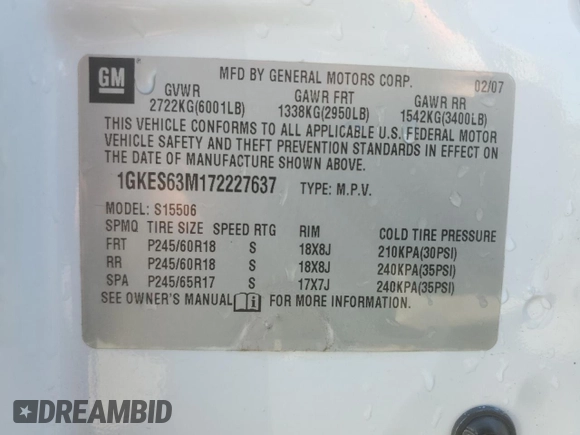 GM
MFD BY GENERAL MOTORS CORP. 02/07
GVWR GAWR FRT GAWR RR
2722KG(6001LB) 1338KG(2950LB) 1542KG(3400LB)
THIS VEHICLE CONFORMS TO ALL APPLICABLE U.S. FEDERAL MOTOR
VEHICLE SAFETY AND THEFT PREVENTION STANDARDS IN EFFECT ON
THE DATE OF MANUFACTURE SHOWN ABOVE.
1GKES63M172227637 TYPE: M.P.V.
MODEL: S15506
SPMQ TIRE SIZE SPEED RTG RIM COLD TIRE PRESSURE
FRT P245/60R18 S 18X8J 210KPA(30PSI)
RR P245/60R18 S 18X8J 240KPA(35PSI)
SPA P245/65R17 S 17X7J 240KPA(35PSI)
SEE OWNER'S MANUAL FOR MORE INFORMATION.
DREAMBID